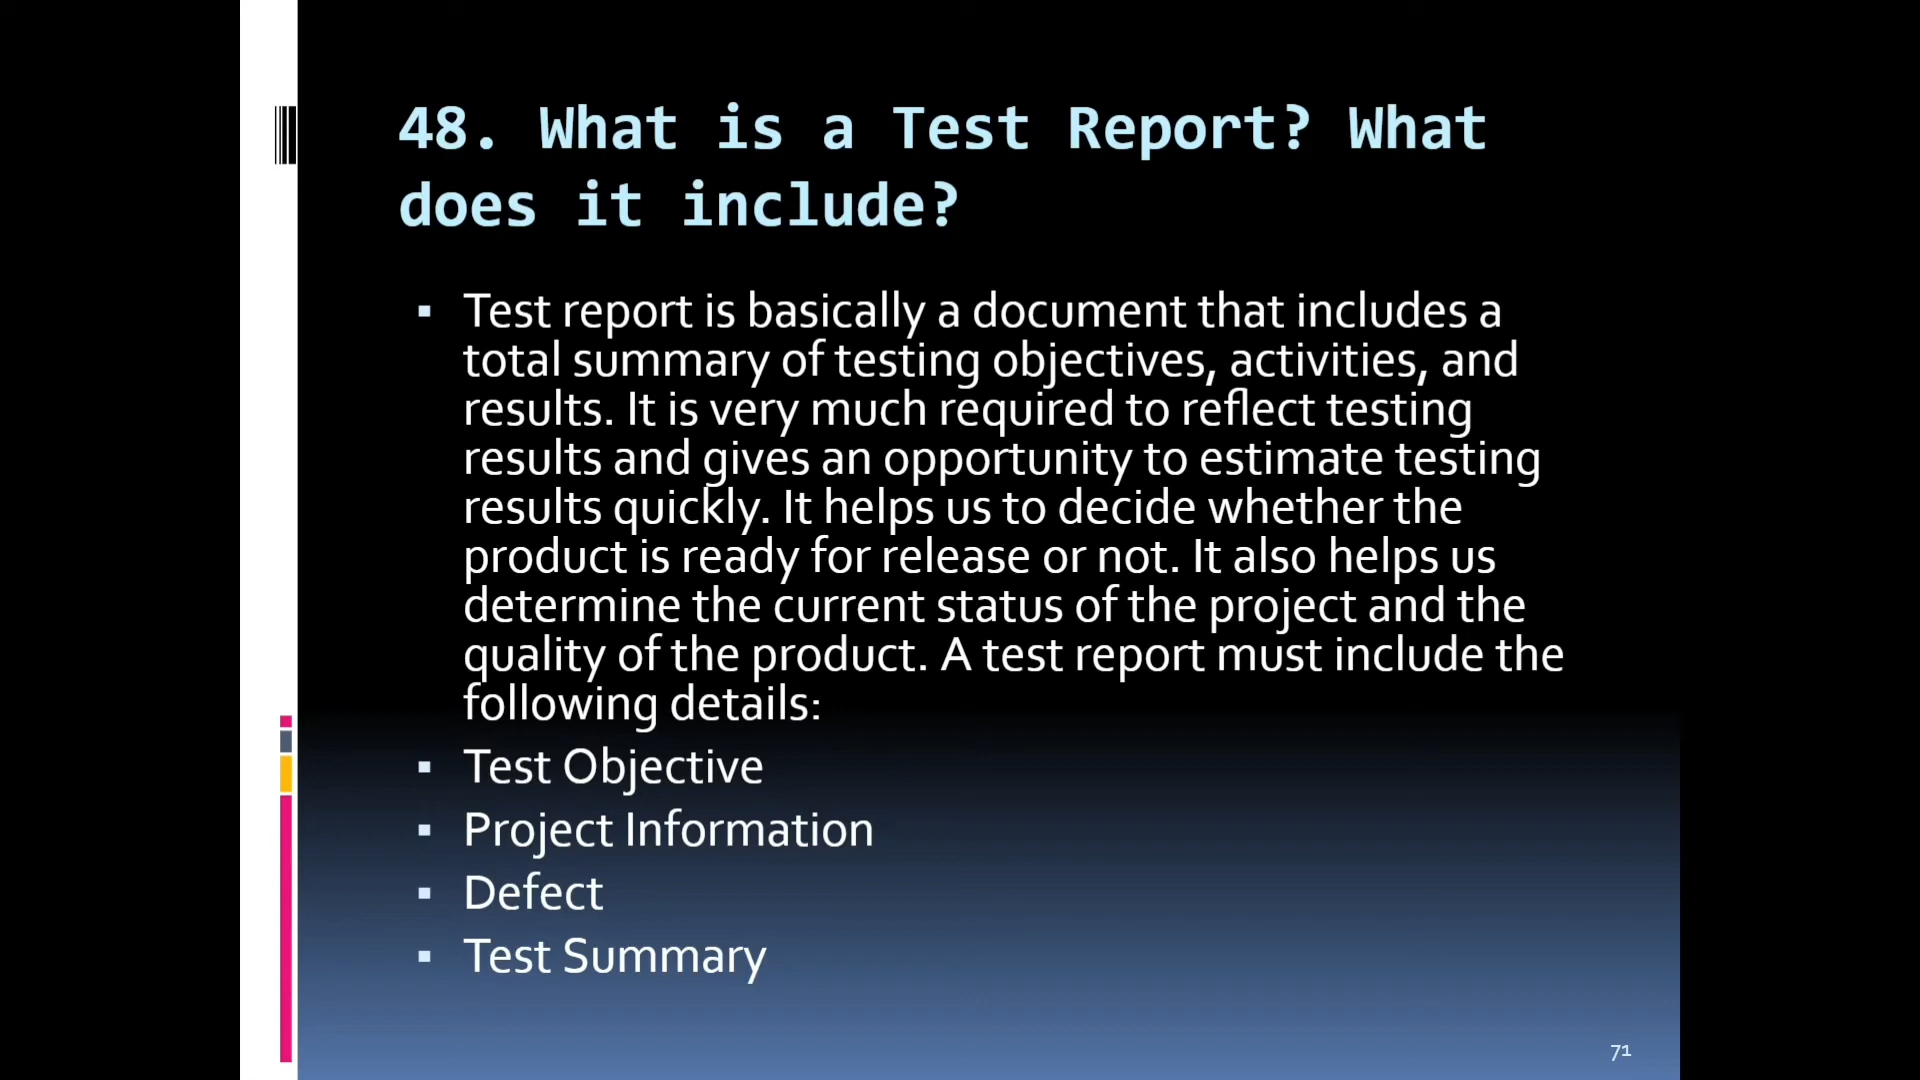 48. What is a Test Report? What
does it include?
▪ Test report is basically a document that includes a
total summary of testing objectives, activities, and
results. It is very much required to reflect testing
results and gives an opportunity to estimate testing
results quickly. It helps us to decide whether the
product is ready for release or not. It also helps us
determine the current status of the project and the
quality of the product. A test report must include the
following details:
▪ Test Objective
▪ Project Information
▪ Defect
▪ Test Summary
71